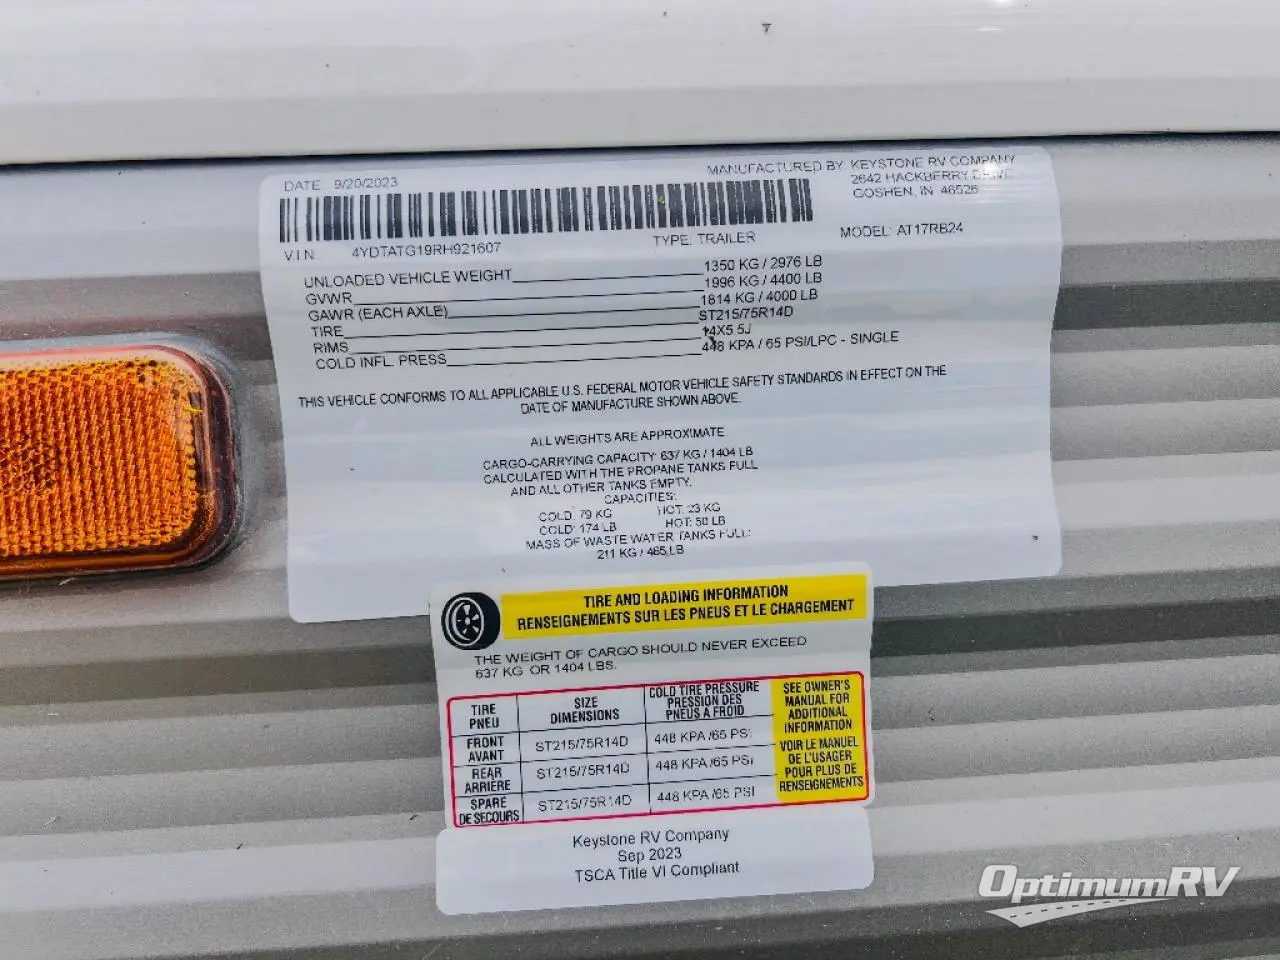 DATE 9/20/2023
MANUFACTURED BY: KEYSTONE RV COMPANY
2642 HACKBERRY DRIVE
GOSHEN, IN 46526
V.I.N. 4YDTATG19RH921607
TYPE: TRAILER
MODEL: AT17RB24
UNLOADED VEHICLE WEIGHT 1350 KG / 2976 LB
GVWR 1996 KG / 4400 LB
GAWR (EACH AXLE) 1814 KG / 4000 LB
TIRE ST215/75R14D
RIMS 14X5.5J
COLD INFL. PRESS 448 KPA / 65 PSI/LPC - SINGLE
THIS VEHICLE CONFORMS TO ALL APPLICABLE U.S. FEDERAL MOTOR VEHICLE SAFETY STANDARDS IN EFFECT ON THE
DATE OF MANUFACTURE SHOWN ABOVE.
ALL WEIGHTS ARE APPROXIMATE
CARGO-CARRYING CAPACITY: 637 KG / 1404 LB
CALCULATED WITH THE PROPANE TANKS FULL
AND ALL OTHER TANKS EMPTY.
CAPACITIES:
COLD: 79 KG HOT: 23 KG
COLD: 174 LB HOT: 50 LB
MASS OF WASTE WATER TANKS FULL:
211 KG / 465 LB
TIRE AND LOADING INFORMATION
RENSEIGNEMENTS SUR LES PNEUS ET LE CHARGEMENT
THE WEIGHT OF CARGO SHOULD NEVER EXCEED
637 KG OR 1404 LBS.
TIRE
PNEU
SIZE
DIMENSIONS
COLD TIRE PRESSURE
PRESSION DES
PNEUS A FROID
FRONT
AVANT
ST215/75R14D
448 KPA /65 PSI
REAR
ARRIÈRE
ST215/75R14D
448 KPA /65 PSI
SPARE
DE SECOURS
ST215/75R14D
448 KPA /65 PSI
SEE OWNER'S
MANUAL FOR
ADDITIONAL
INFORMATION
VOIR LE MANUEL
DE L'USAGER
POUR PLUS DE
RENSEIGNEMENTS
Keystone RV Company
Sep 2023
TSCA Title VI Compliant
OptimumRV